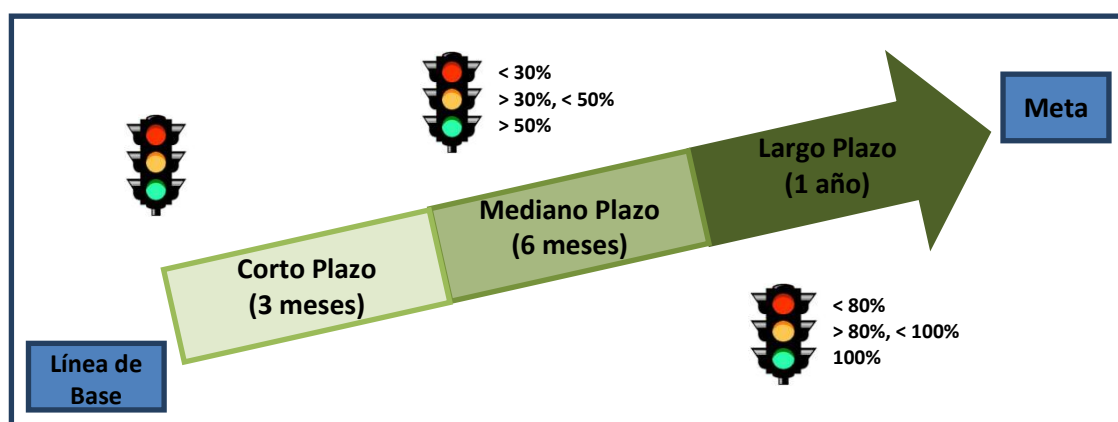 < 30%
> 30%, < 50%
> 50%
Meta
Largo Plazo
(1 año)
Mediano Plazo
(6 meses)
Corto Plazo
(3 meses)
< 80%
> 80%, < 100%
100%
Línea de
Base